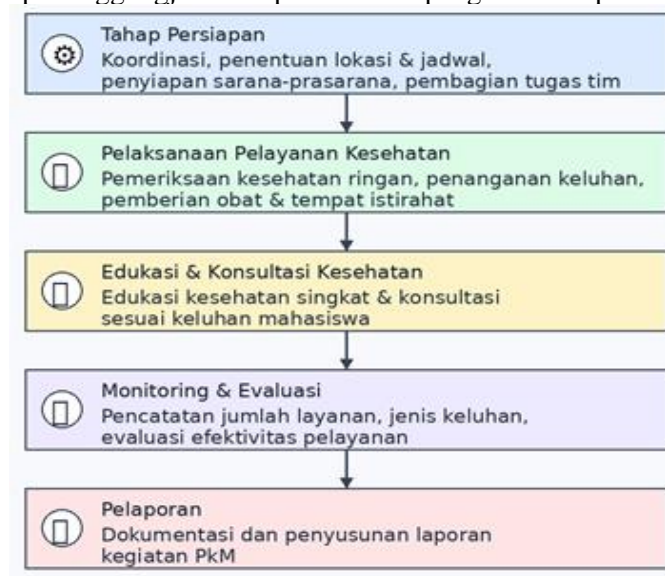 Tahap Persiapan
Koordinasi, penentuan lokasi & jadwal,
penyiapan sarana-prasarana, pembagian tugas tim
Pelaksanaan Pelayanan Kesehatan
Pemeriksaan kesehatan ringan, penanganan keluhan,
pemberian obat & tempat istirahat
Edukasi & Konsultasi Kesehatan
Edukasi kesehatan singkat & konsultasi
sesuai keluhan mahasiswa
Monitoring & Evaluasi
Pencatatan jumlah layanan, jenis keluhan,
evaluasi efektivitas pelayanan
Pelaporan
Dokumentasi dan penyusunan laporan
kegiatan PkM